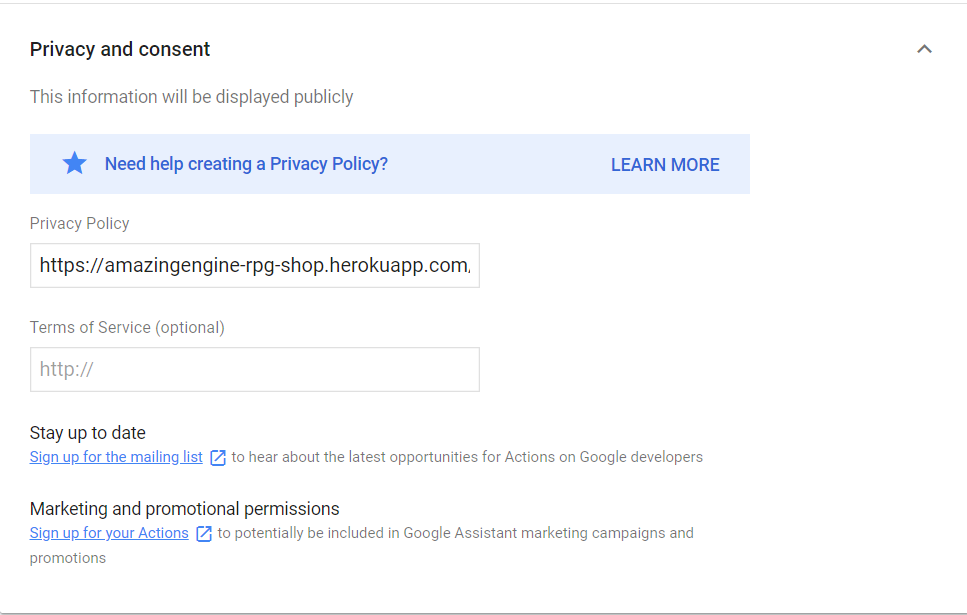 Privacy and consent
This information will be displayed publicly
Need help creating a Privacy Policy? LEARN MORE
Privacy Policy
https://amazingengine-rpg-shop.herokuapp.com/
Terms of Service (optional)
http://
Stay up to date
Sign up for the mailing list to hear about the latest opportunities for Actions on Google developers
Marketing and promotional permissions
Sign up for your Actions to potentially be included in Google Assistant marketing campaigns and
promotions